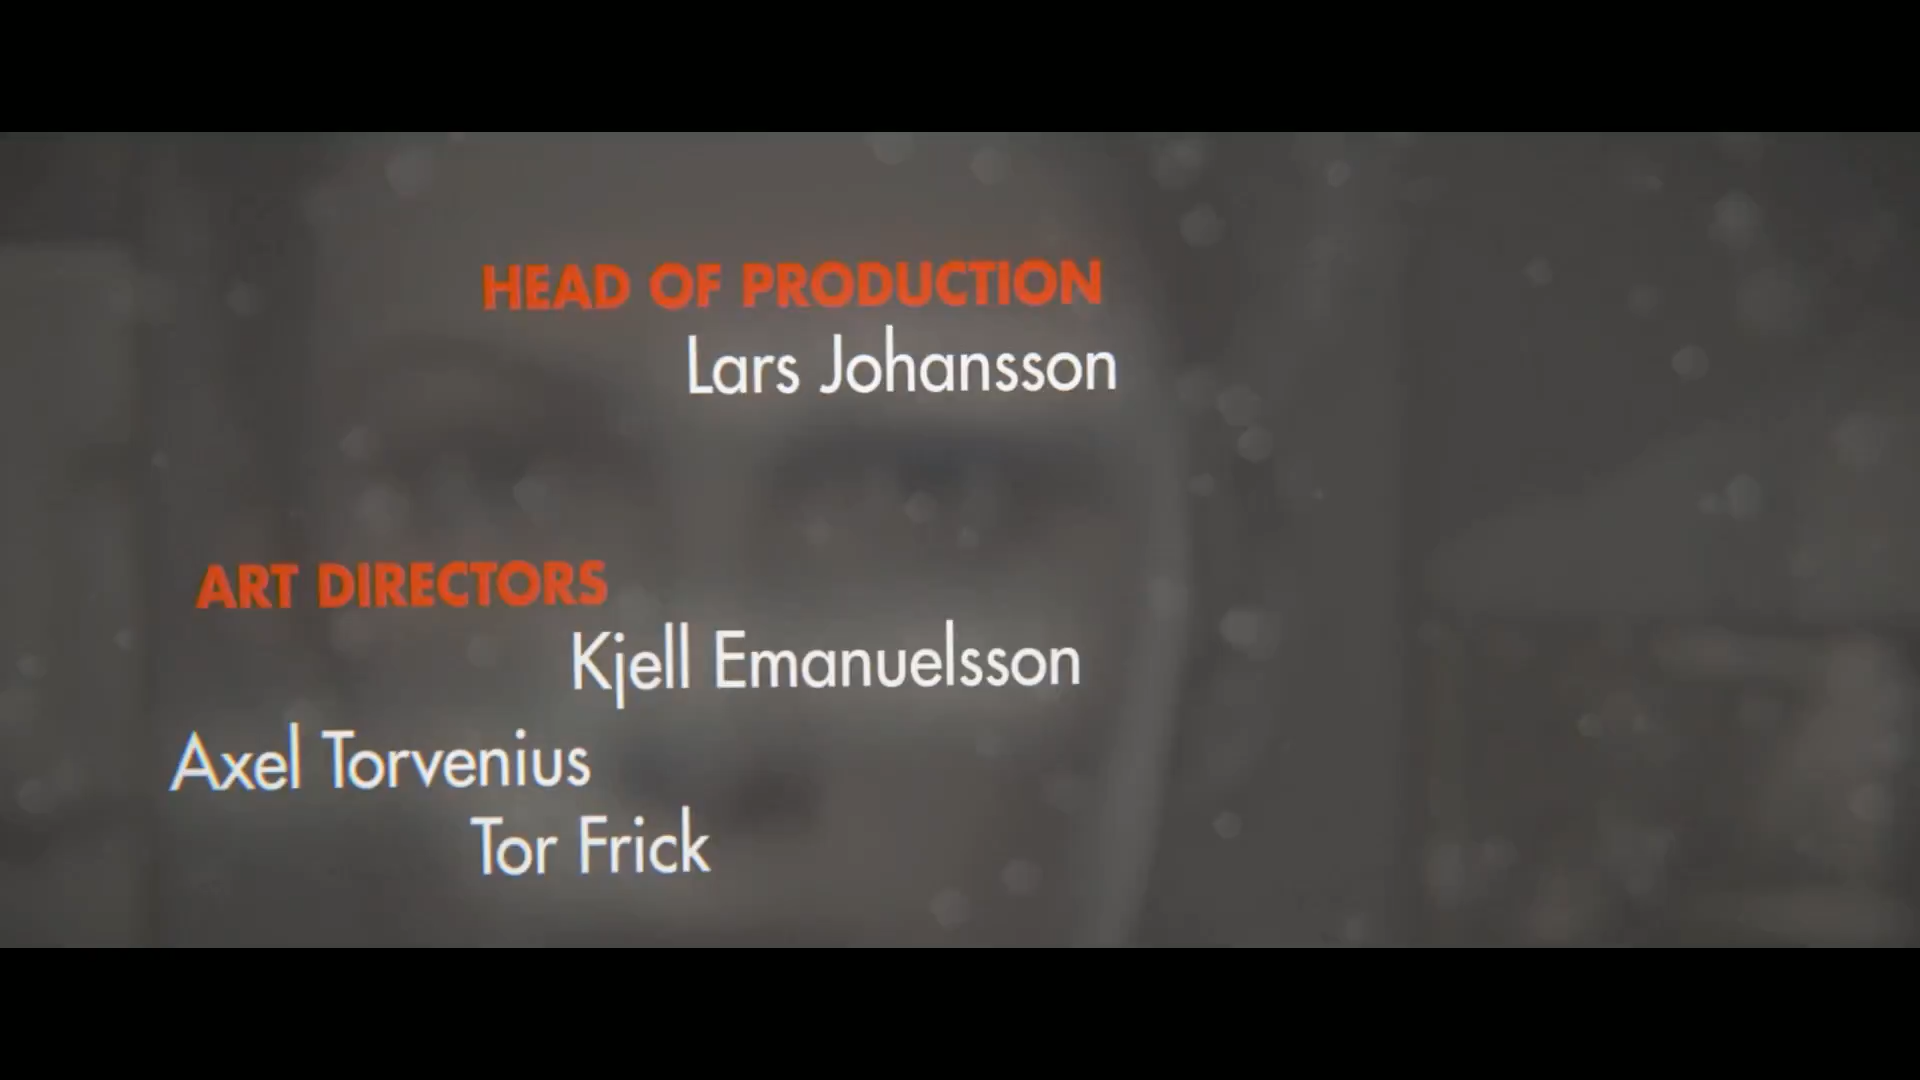 HEAD OF PRODUCTION
Lars Johansson
ART DIRECTORS
Kjell Emanuelsson
Axel Torvenius
Tor Frick